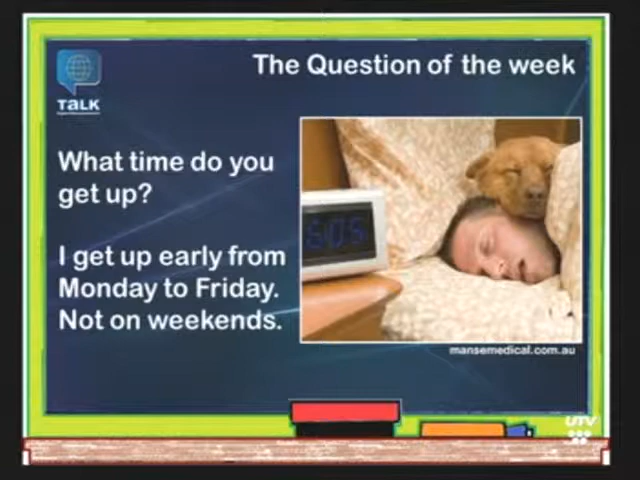 The Question of the week
TaLK
What time do you
get up?
I get up early from
Monday to Friday.
Not on weekends.
6:05
mansemedical.com.au
UTV